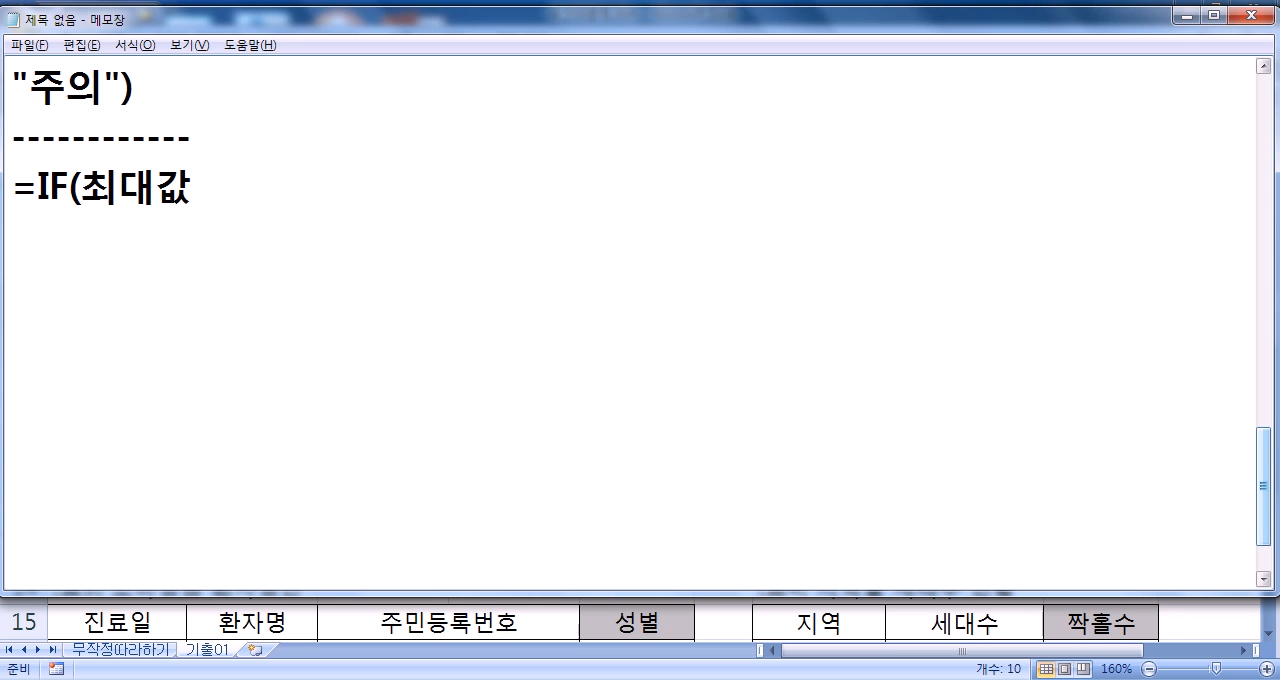 제목 없음 - 메모장
파일(F) 편집(E) 서식(O) 보기(V) 도움말(H)
"주의")
------------
=IF(최대값
15 진료일 환자명 주민등록번호 성별 지역 세대수 짝홀수
무작정따라하기 기출01
준비 개수: 10 160%